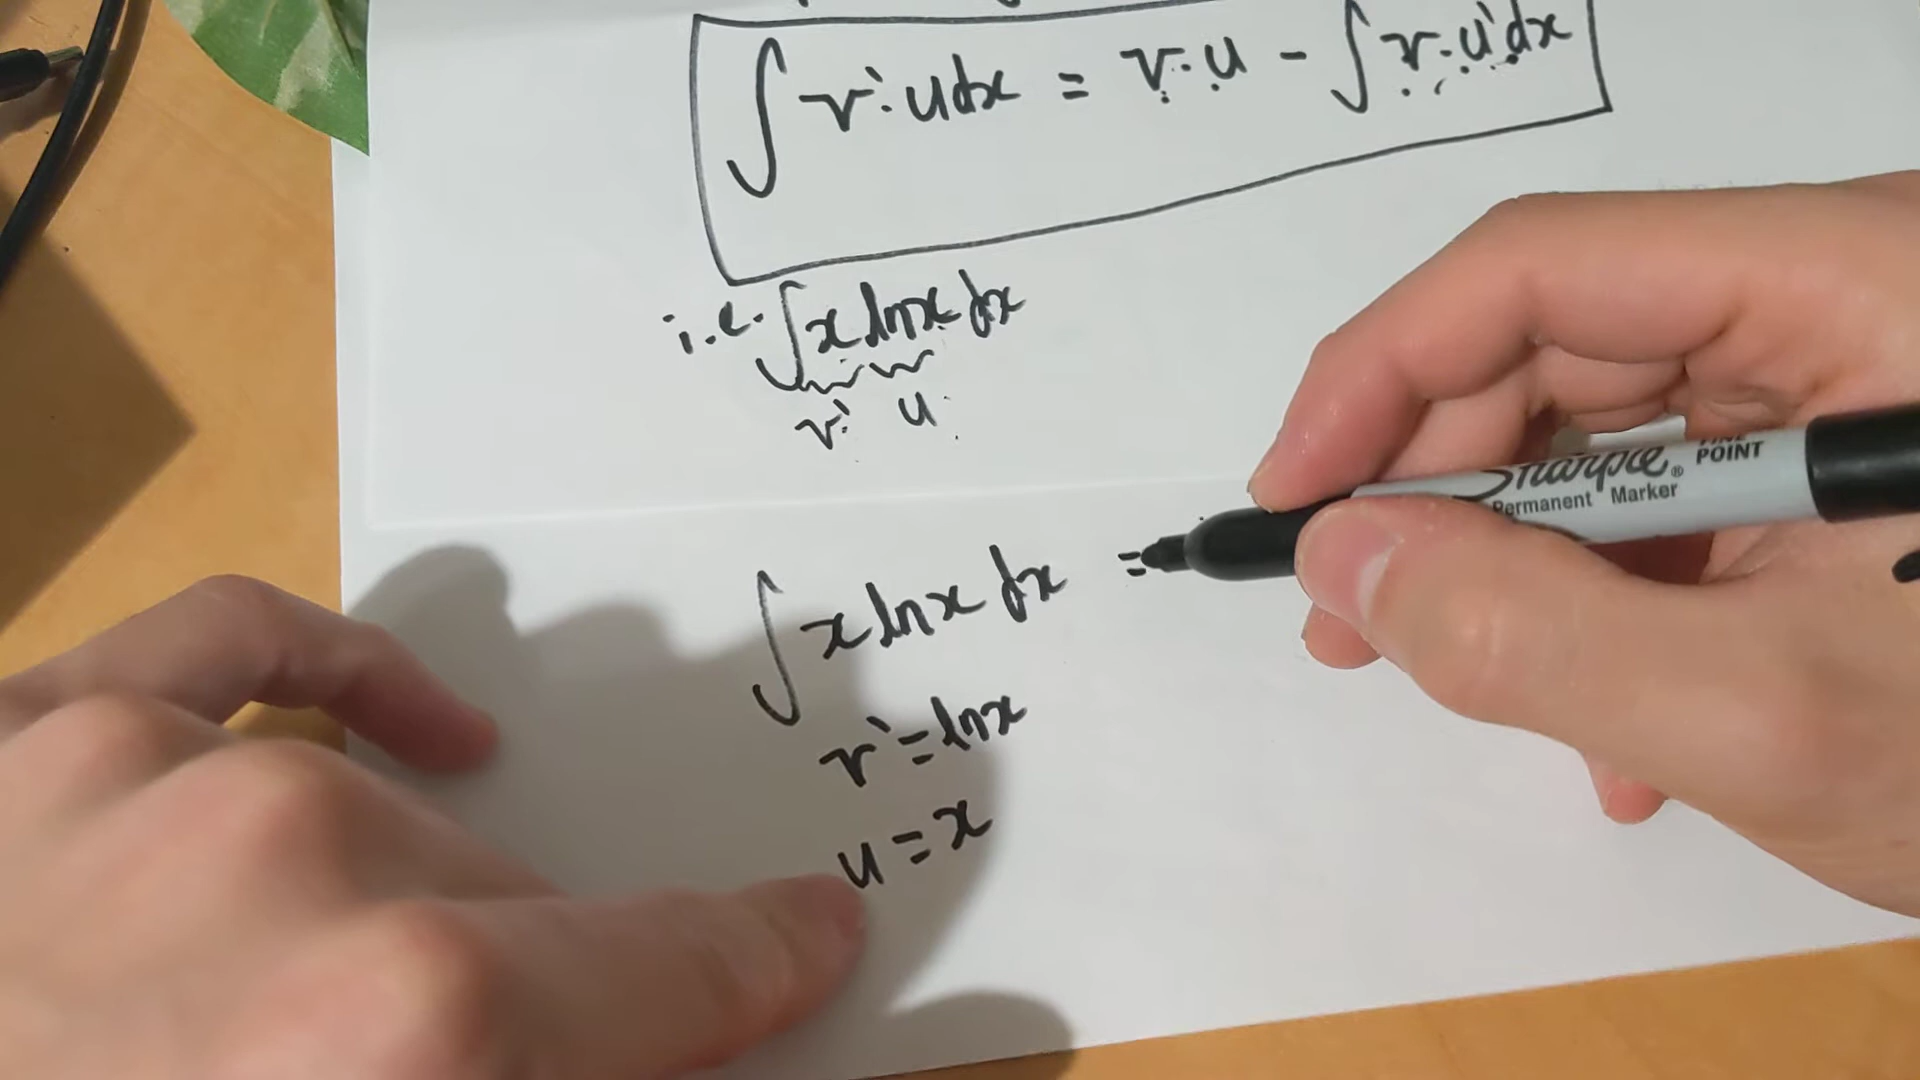 ∫ v'·u dx = v·u - ∫ v·u' dx
i.e. ∫ x lnx dx
v' u
∫ x lnx dx =
v' = lnx
u = x
Sharpie® FINE POINT
Permanent Marker